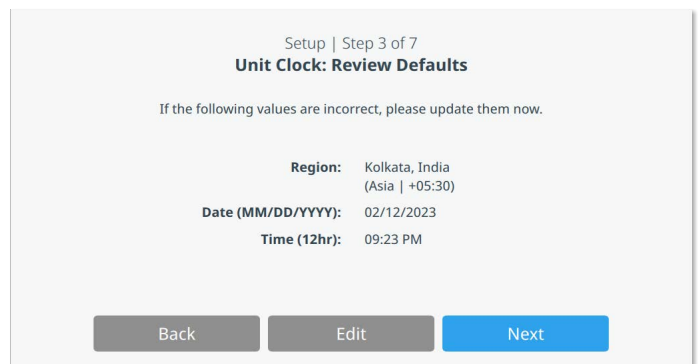 Setup | Step 3 of 7
Unit Clock: Review Defaults
If the following values are incorrect, please update them now.
Region: Kolkata, India
(Asia | +05:30)
Date (MM/DD/YYYY): 02/12/2023
Time (12hr): 09:23 PM
Back Edit Next